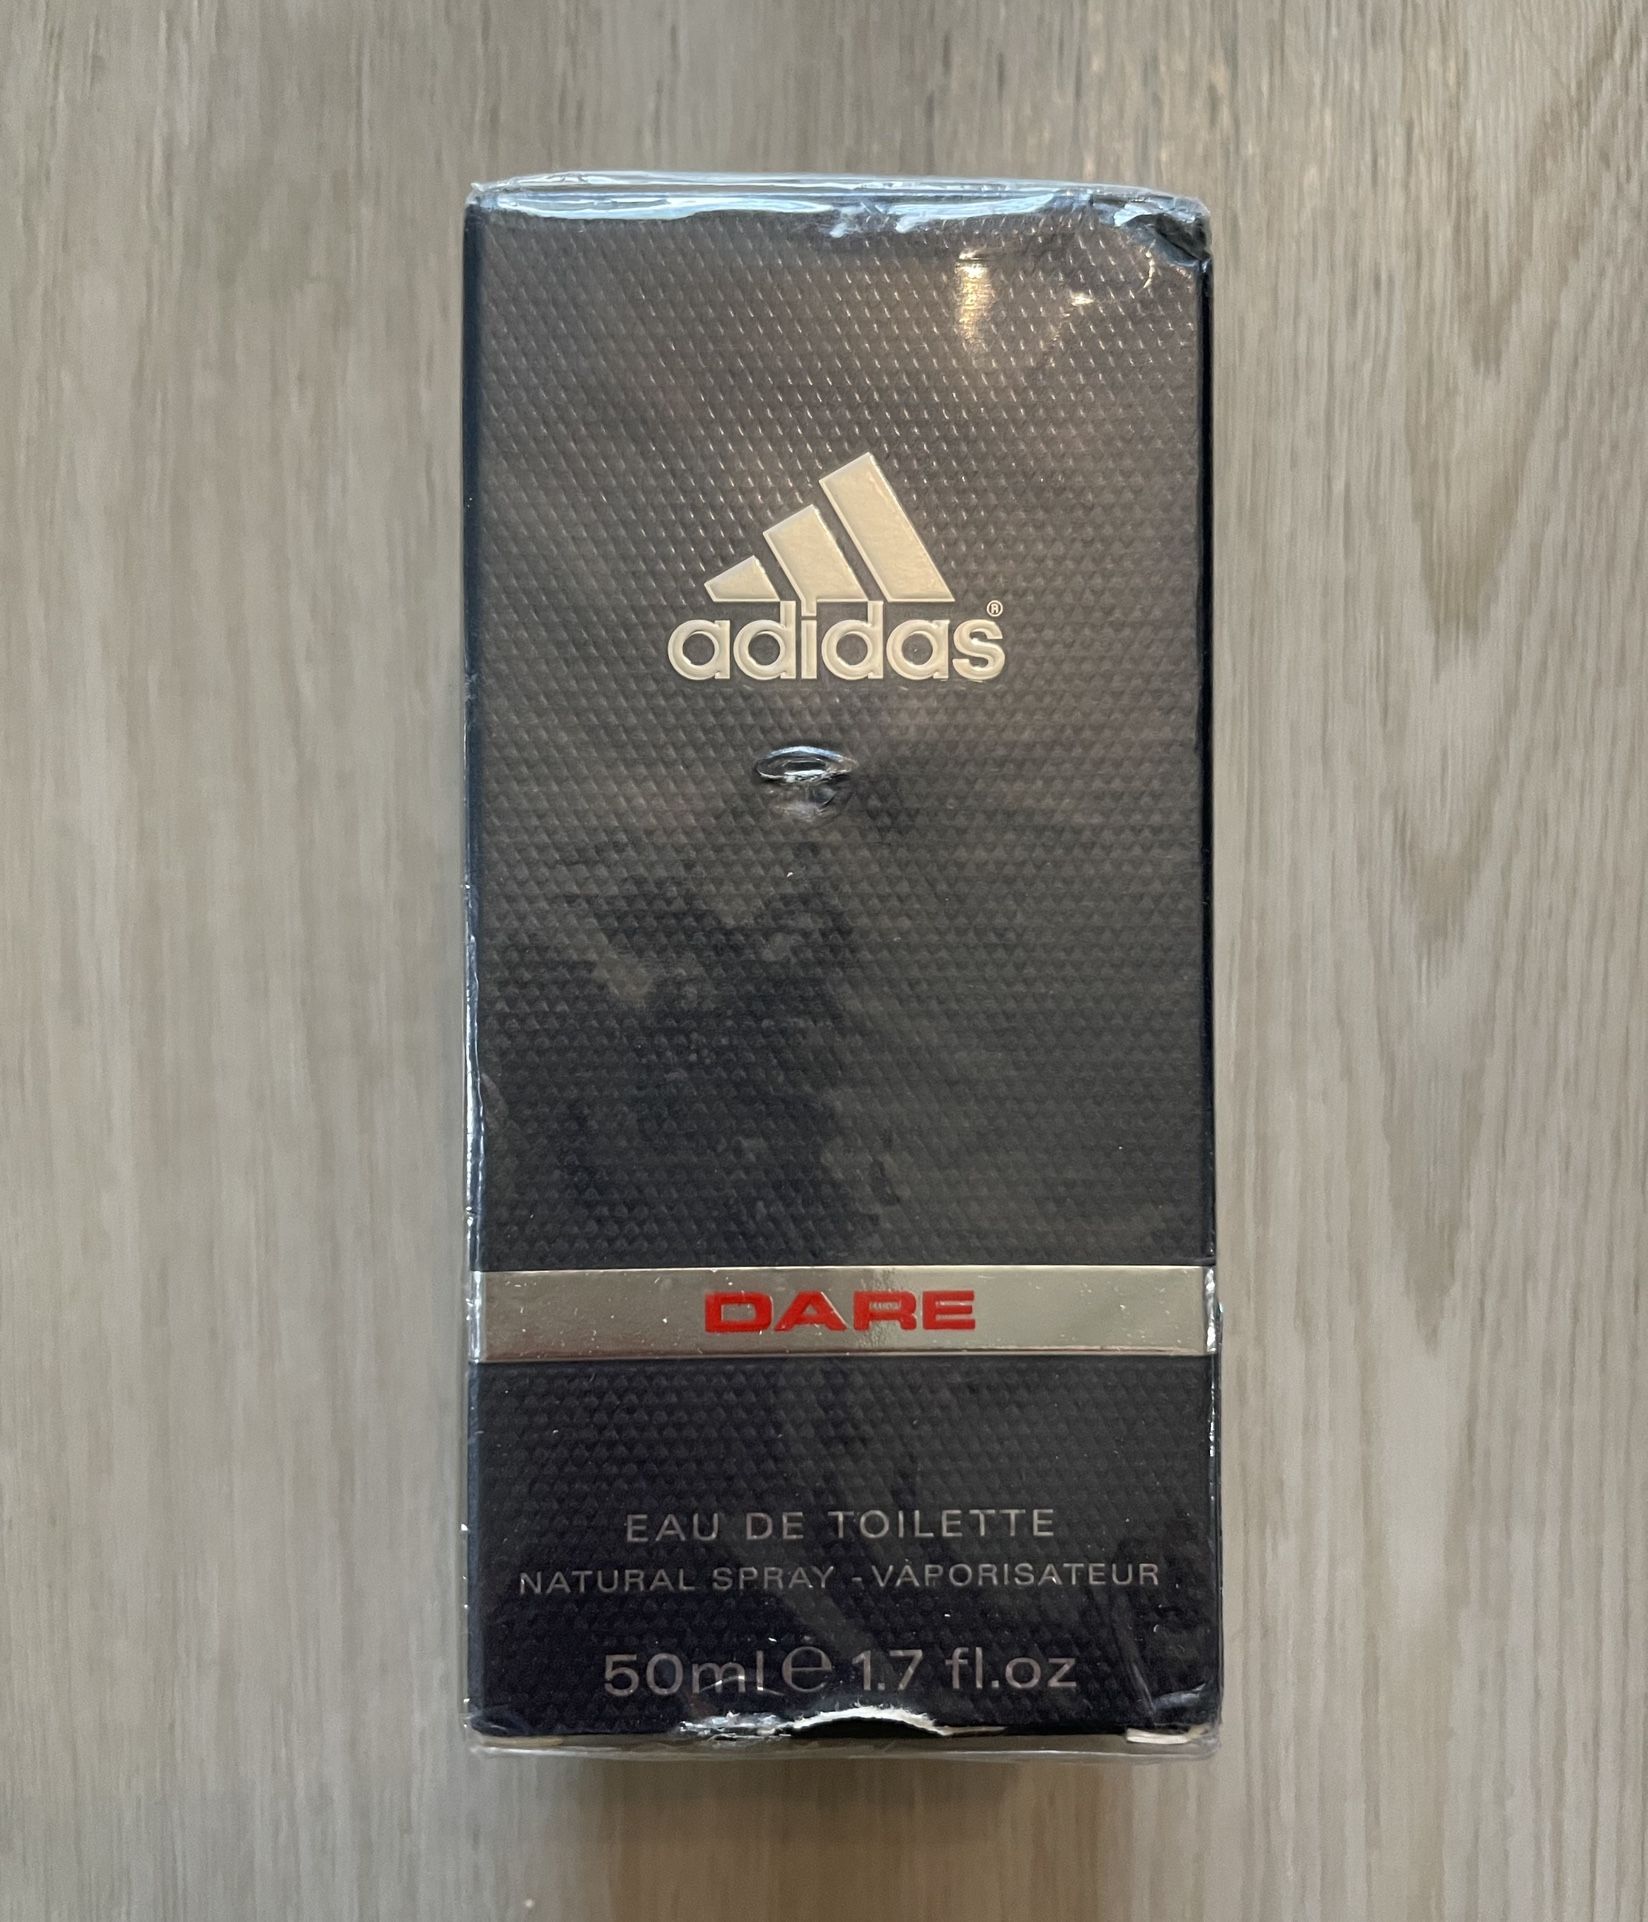 adidas®
DARE
EAU DE TOILETTE
NATURAL SPRAY - VAPORISATEUR
50ml ℮ 1.7 fl.oz